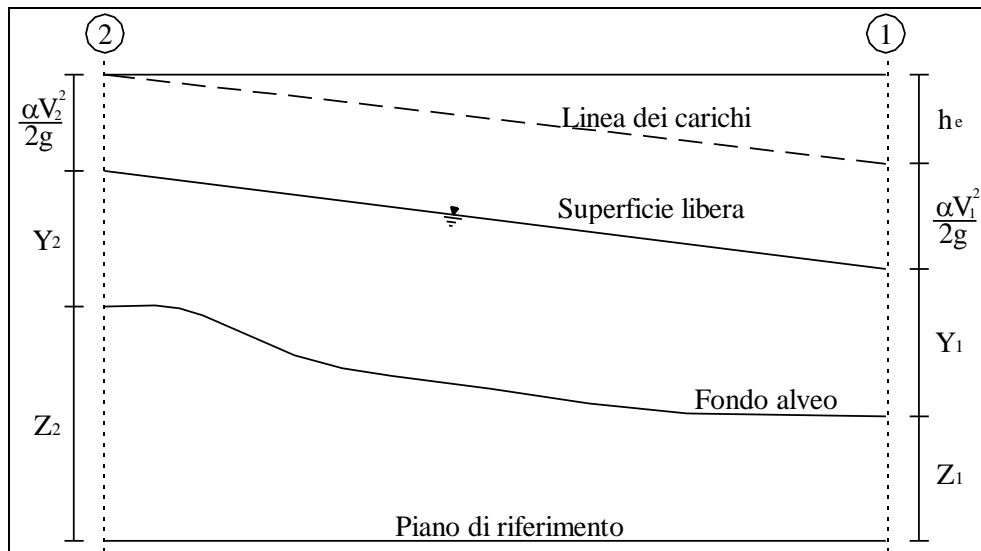 2
1
αV₂²
2g
Linea dei carichi
hₑ
Superficie libera
αV₁²
2g
Y₂
Y₁
Fondo alveo
Z₂
Z₁
Piano di riferimento